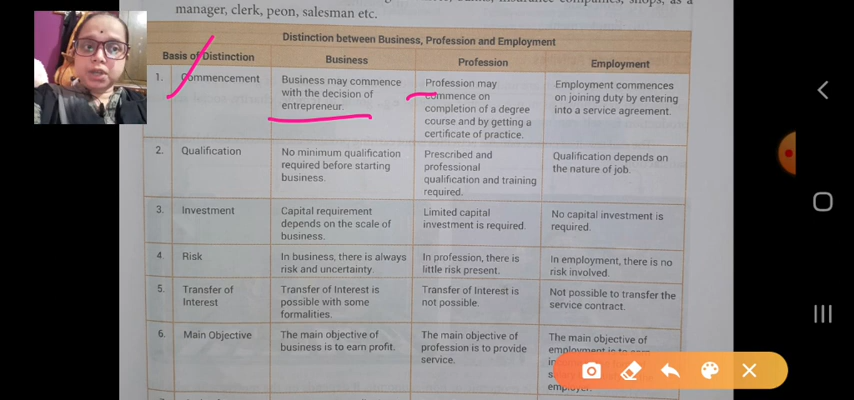 manager, clerk, peon, salesman etc.
Distinction between Business, Profession and Employment
Basis of Distinction
Business
Profession
Employment
1.
Commencement
Business may commence
with the decision of
entrepreneur.
Profession may
commence on
completion of a degree
course and by getting a
certificate of practice.
Employment commences
on joining duty by entering
into a service agreement.
2.
Qualification
No minimum qualification
required before starting
business.
Prescribed and
professional
qualification and training
required.
Qualification depends on
the nature of job.
3.
Investment
Capital requirement
depends on the scale of
business.
Limited capital
investment is required.
No capital investment is
required.
4.
Risk
In business, there is always
risk and uncertainty.
In profession, there is
little risk present.
In employment, there is no
risk involved.
5.
Transfer of
Interest
Transfer of Interest is
possible with some
formalities.
Transfer of Interest is
not possible.
Not possible to transfer the
service contract.
6.
Main Objective
The main objective of
business is to earn profit.
The main objective of
profession is to provide
service.
The main objective of
employment is to earn
employer.